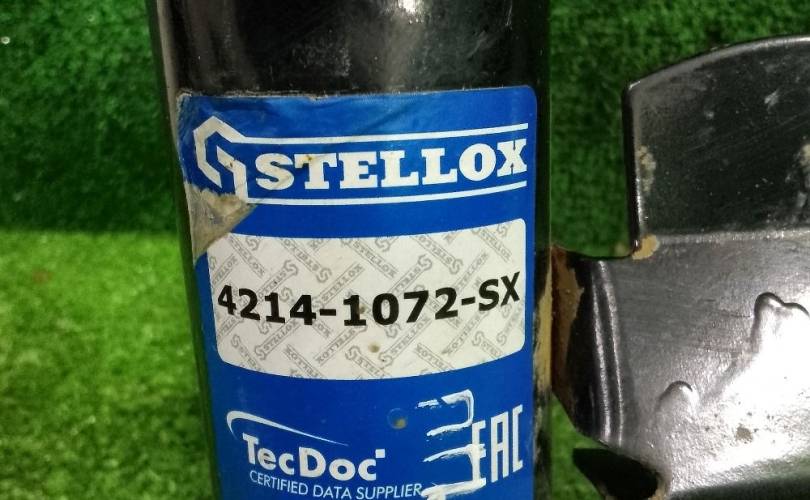 STELLOX
4214-1072-SX
TecDoc
CERTIFIED DATA SUPPLIER
EAC